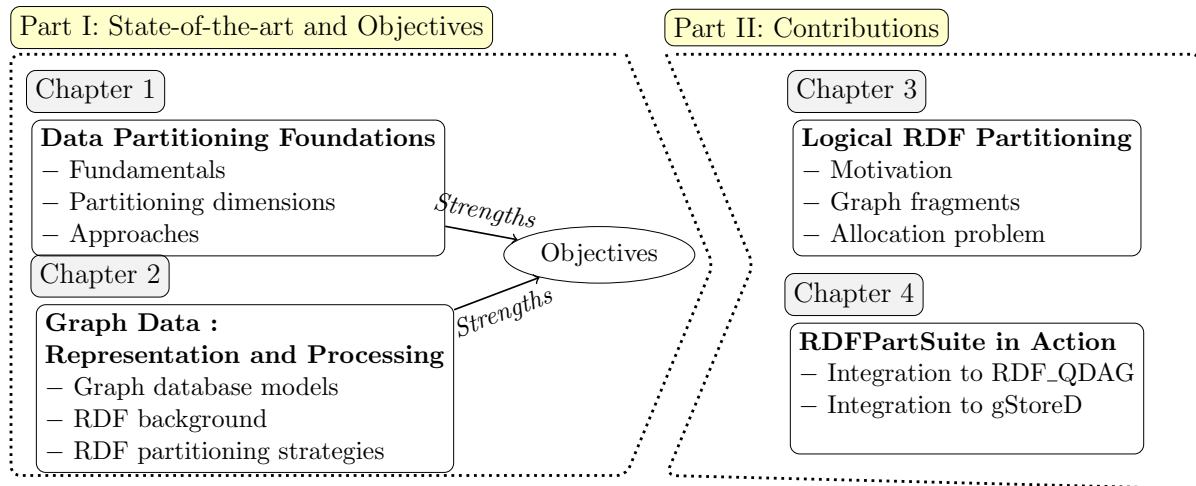 Part I: State-of-the-art and Objectives
Chapter 1
Data Partitioning Foundations
– Fundamentals
– Partitioning dimensions
– Approaches
Chapter 2
Graph Data :
Representation and Processing
– Graph database models
– RDF background
– RDF partitioning strategies
Strengths
Strengths
Objectives
Part II: Contributions
Chapter 3
Logical RDF Partitioning
– Motivation
– Graph fragments
– Allocation problem
Chapter 4
RDFPartSuite in Action
– Integration to RDF_QDAG
– Integration to gStoreD